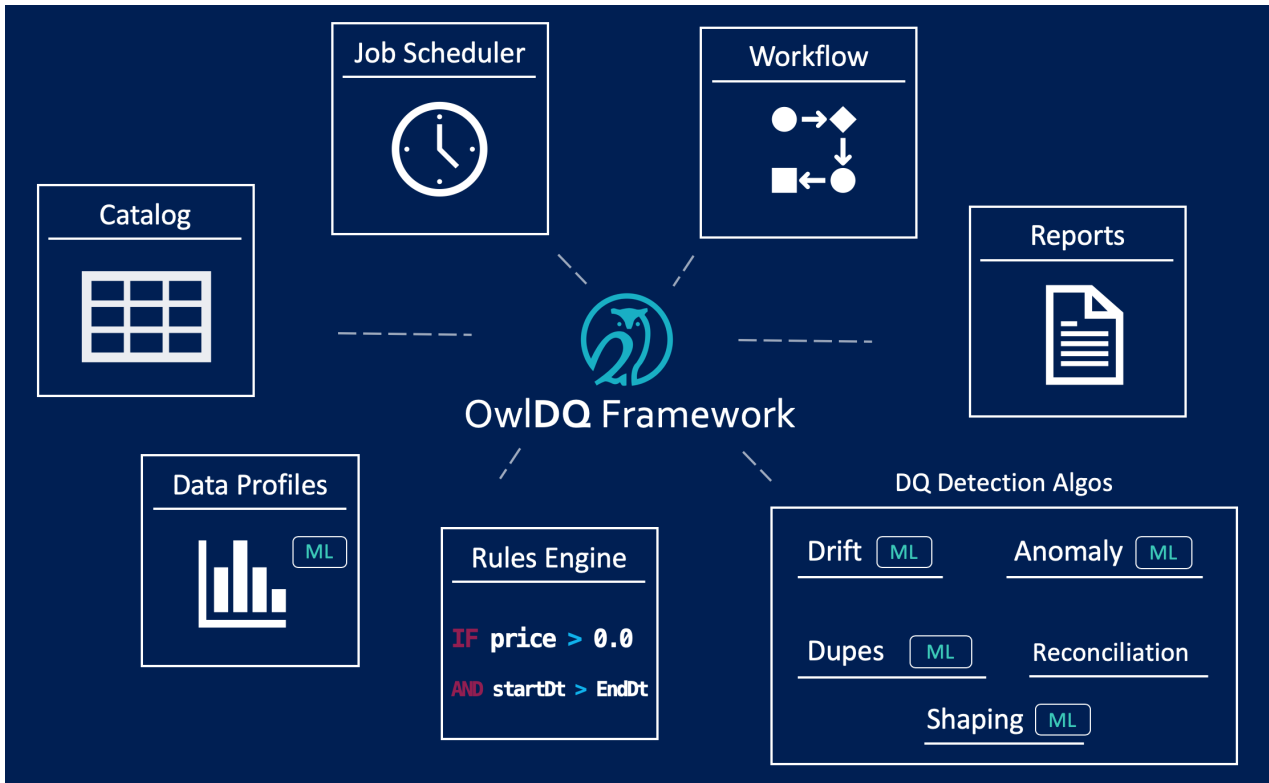 Job Scheduler
Workflow
Catalog
Reports
OwlDQ Framework
Data Profiles
ML
Rules Engine
IF price > 0.0
AND startDt > EndDt
DQ Detection Algos
Drift ML
Anomaly ML
Dupes ML
Reconciliation
Shaping ML